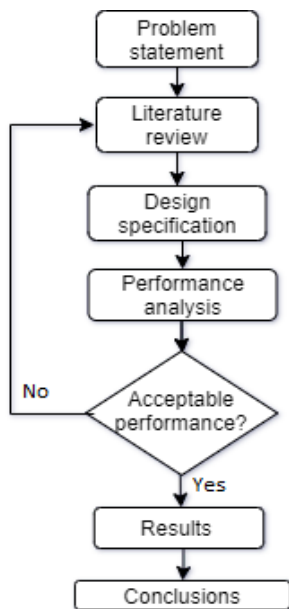 Problem
statement
Literature
review
Design
specification
Performance
analysis
Acceptable
performance?
No
Yes
Results
Conclusions